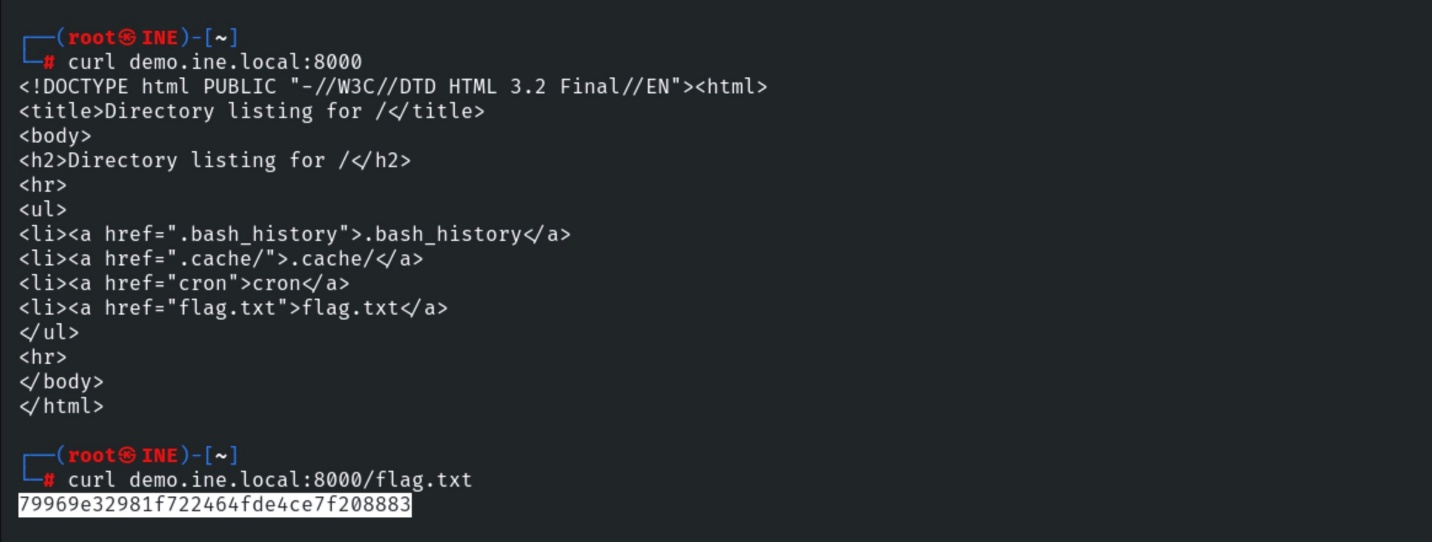 ┌──(root㉿INE)-[~]
└─# curl demo.ine.local:8000
<!DOCTYPE html PUBLIC "-//W3C//DTD HTML 3.2 Final//EN"><html>
<title>Directory listing for /</title>
<body>
<h2>Directory listing for /</h2>
<hr>
<ul>
<li><a href=".bash_history">.bash_history</a>
<li><a href=".cache/">.cache/</a>
<li><a href="cron">cron</a>
<li><a href="flag.txt">flag.txt</a>
</ul>
<hr>
</body>
</html>
┌──(root㉿INE)-[~]
└─# curl demo.ine.local:8000/flag.txt
79969e32981f722464fde4ce7f208883